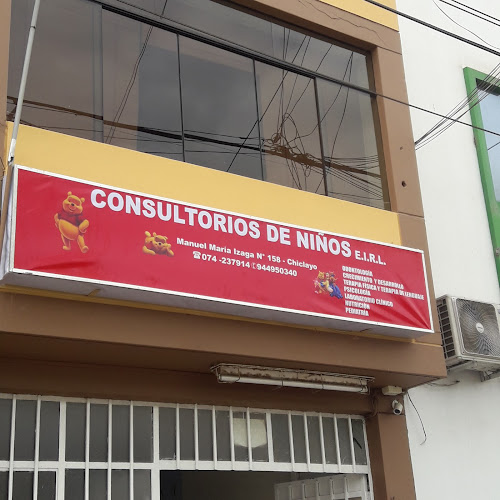 CONSULTORIOS DE NIÑOS E.I.R.L.
Manuel Maria Izaga N° 158 - Chiclayo
☎074 -237914 944950340
ODONTOLOGÍA
CRECIMIENTO Y DESARROLLO
TERAPIA FÍSICA Y TERAPIA DE LENGUAJE
PSICOLOGÍA
LABORATORIO CLÍNICO
NUTRICIÓN
PEDIATRÍA